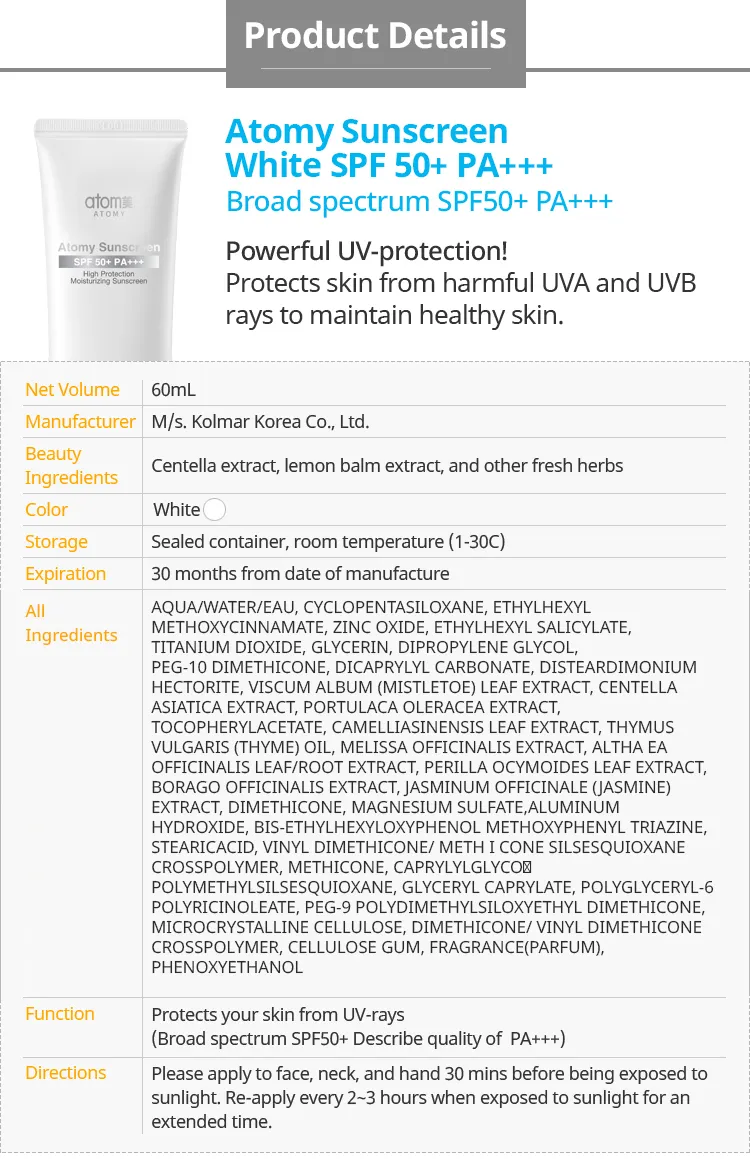 Product Details
Atomy Sunscreen
White SPF 50+ PA+++
Broad spectrum SPF50+ PA+++
Powerful UV-protection!
Protects skin from harmful UVA and UVB
rays to maintain healthy skin.
atom美
ATOMY
Atomy Sunscreen
SPF 50+ PA+++
High Protection
Moisturizing Sunscreen
Net Volume 60mL
Manufacturer M/s. Kolmar Korea Co., Ltd.
Beauty
Ingredients
Centella extract, lemon balm extract, and other fresh herbs
Color White
Storage Sealed container, room temperature (1-30C)
Expiration 30 months from date of manufacture
All
Ingredients
AQUA/WATER/EAU, CYCLOPENTASILOXANE, ETHYLHEXYL
METHOXYCINNAMATE, ZINC OXIDE, ETHYLHEXYL SALICYLATE,
TITANIUM DIOXIDE, GLYCERIN, DIPROPYLENE GLYCOL,
PEG-10 DIMETHICONE, DICAPRYLYL CARBONATE, DISTEARDIMONIUM
HECTORITE, VISCUM ALBUM (MISTLETOE) LEAF EXTRACT, CENTELLA
ASIATICA EXTRACT, PORTULACA OLERACEA EXTRACT,
TOCOPHERYLACETATE, CAMELLIASINENSIS LEAF EXTRACT, THYMUS
VULGARIS (THYME) OIL, MELISSA OFFICINALIS EXTRACT, ALTHA EA
OFFICINALIS LEAF/ROOT EXTRACT, PERILLA OCYMOIDES LEAF EXTRACT,
BORAGO OFFICINALIS EXTRACT, JASMINUM OFFICINALE (JASMINE)
EXTRACT, DIMETHICONE, MAGNESIUM SULFATE,ALUMINUM
HYDROXIDE, BIS-ETHYLHEXYLOXYPHENOL METHOXYPHENYL TRIAZINE,
STEARICACID, VINYL DIMETHICONE/ METH I CONE SILSESQUIOXANE
CROSSPOLYMER, METHICONE, CAPRYLYLGLYCO
POLYMETHYLSILSESQUIOXANE, GLYCERYL CAPRYLATE, POLYGLYCERYL-6
POLYRICINOLEATE, PEG-9 POLYDIMETHYLSILOXYETHYL DIMETHICONE,
MICROCRYSTALLINE CELLULOSE, DIMETHICONE/ VINYL DIMETHICONE
CROSSPOLYMER, CELLULOSE GUM, FRAGRANCE(PARFUM),
PHENOXYETHANOL
Function Protects your skin from UV-rays
(Broad spectrum SPF50+ Describe quality of PA+++)
Directions Please apply to face, neck, and hand 30 mins before being exposed to
sunlight. Re-apply every 2~3 hours when exposed to sunlight for an
extended time.